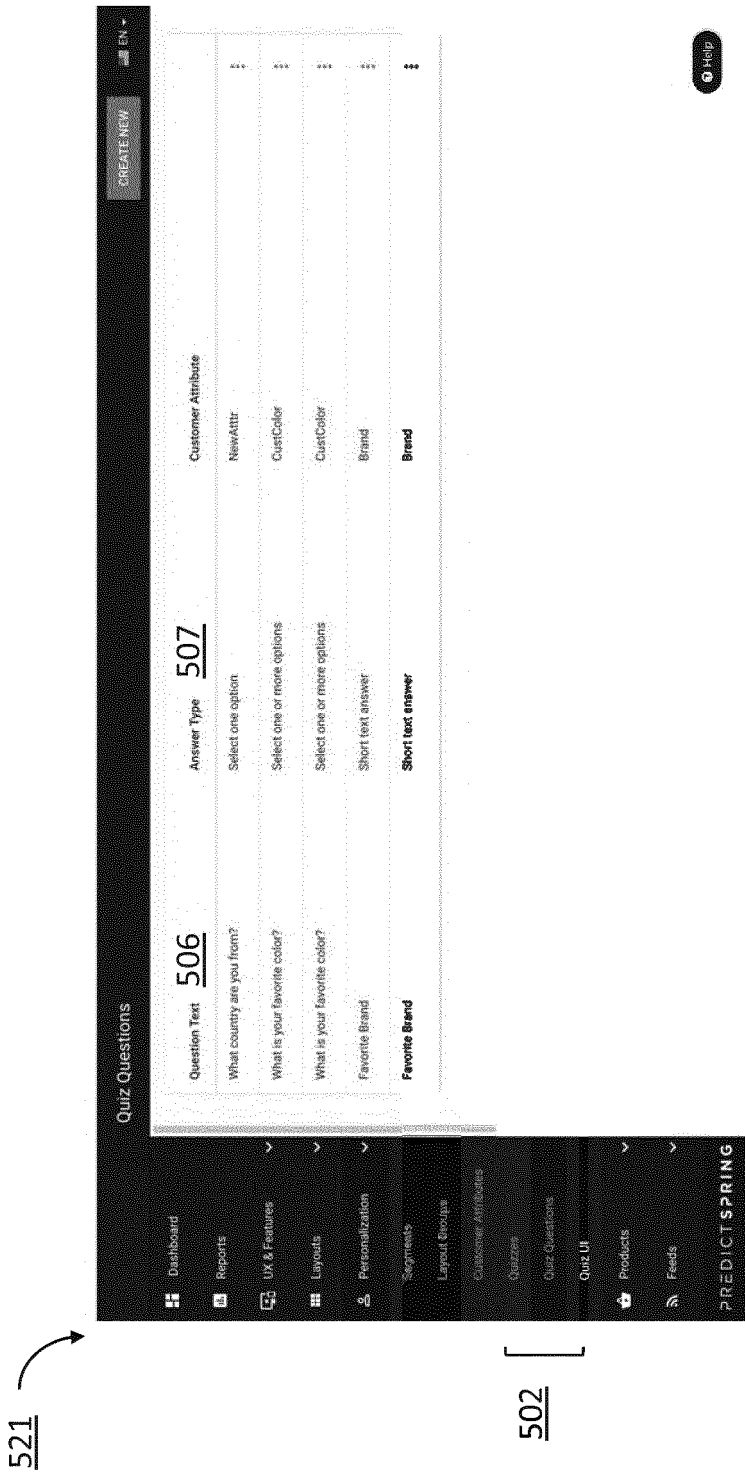 521
Quiz Questions
CREATE NEW
EN
Question Text 506 Answer Type 507 Customer Attribute
What country are you from? Select one option NewAtttr
What is your favorite color? Select one or more options CustColor
What is your favorite color? Select one or more options CustColor
Favorite Brand Short text answer Brand
Favorite Brand Short text answer Brand
Dashboard
Reports
UX & Features
Layouts
Personalization
Segments
Layout Groups
Customer Attributes
Quizzes
Quiz Questions
Quiz UI
Products
Feeds
PREDICTSPRING
502
Help